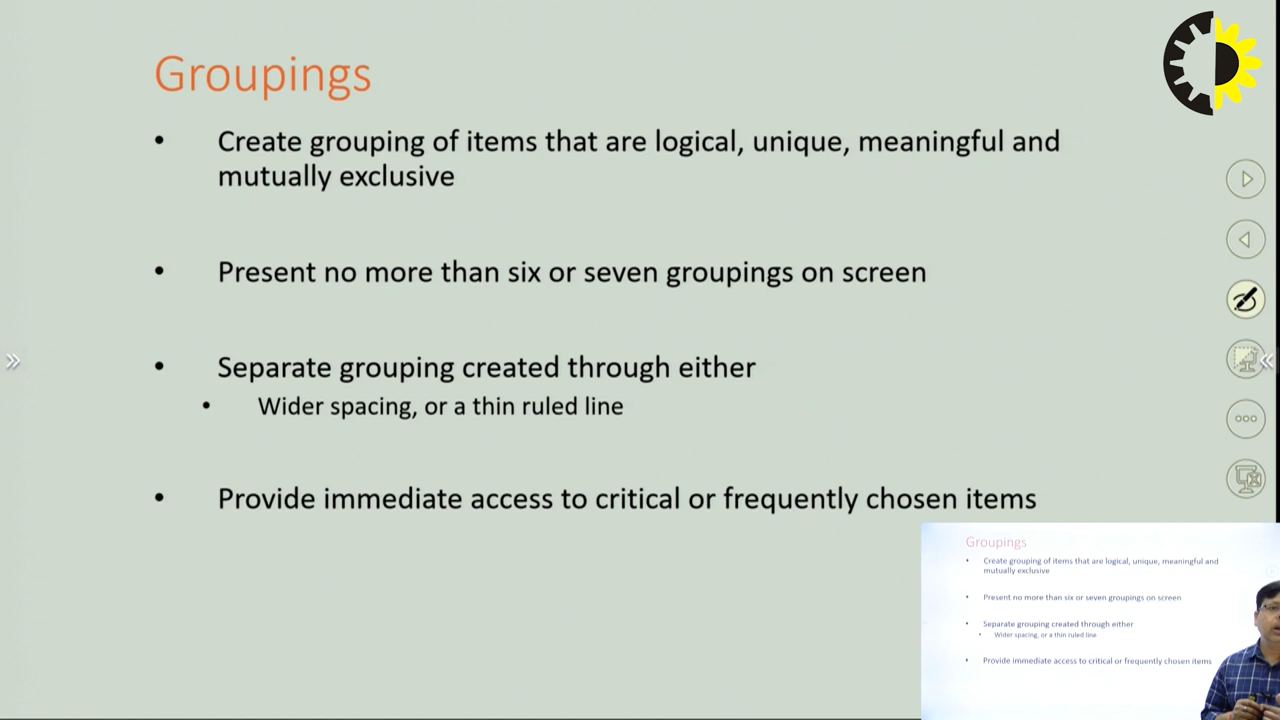 Groupings
• Create grouping of items that are logical, unique, meaningful and
mutually exclusive
• Present no more than six or seven groupings on screen
• Separate grouping created through either
• Wider spacing, or a thin ruled line
• Provide immediate access to critical or frequently chosen items
Groupings
• Create grouping of items that are logical, unique, meaningful and
mutually exclusive
• Present no more than six or seven groupings on screen
• Separate grouping created through either
• Wider spacing, or a thin ruled line
• Provide immediate access to critical or frequently chosen items